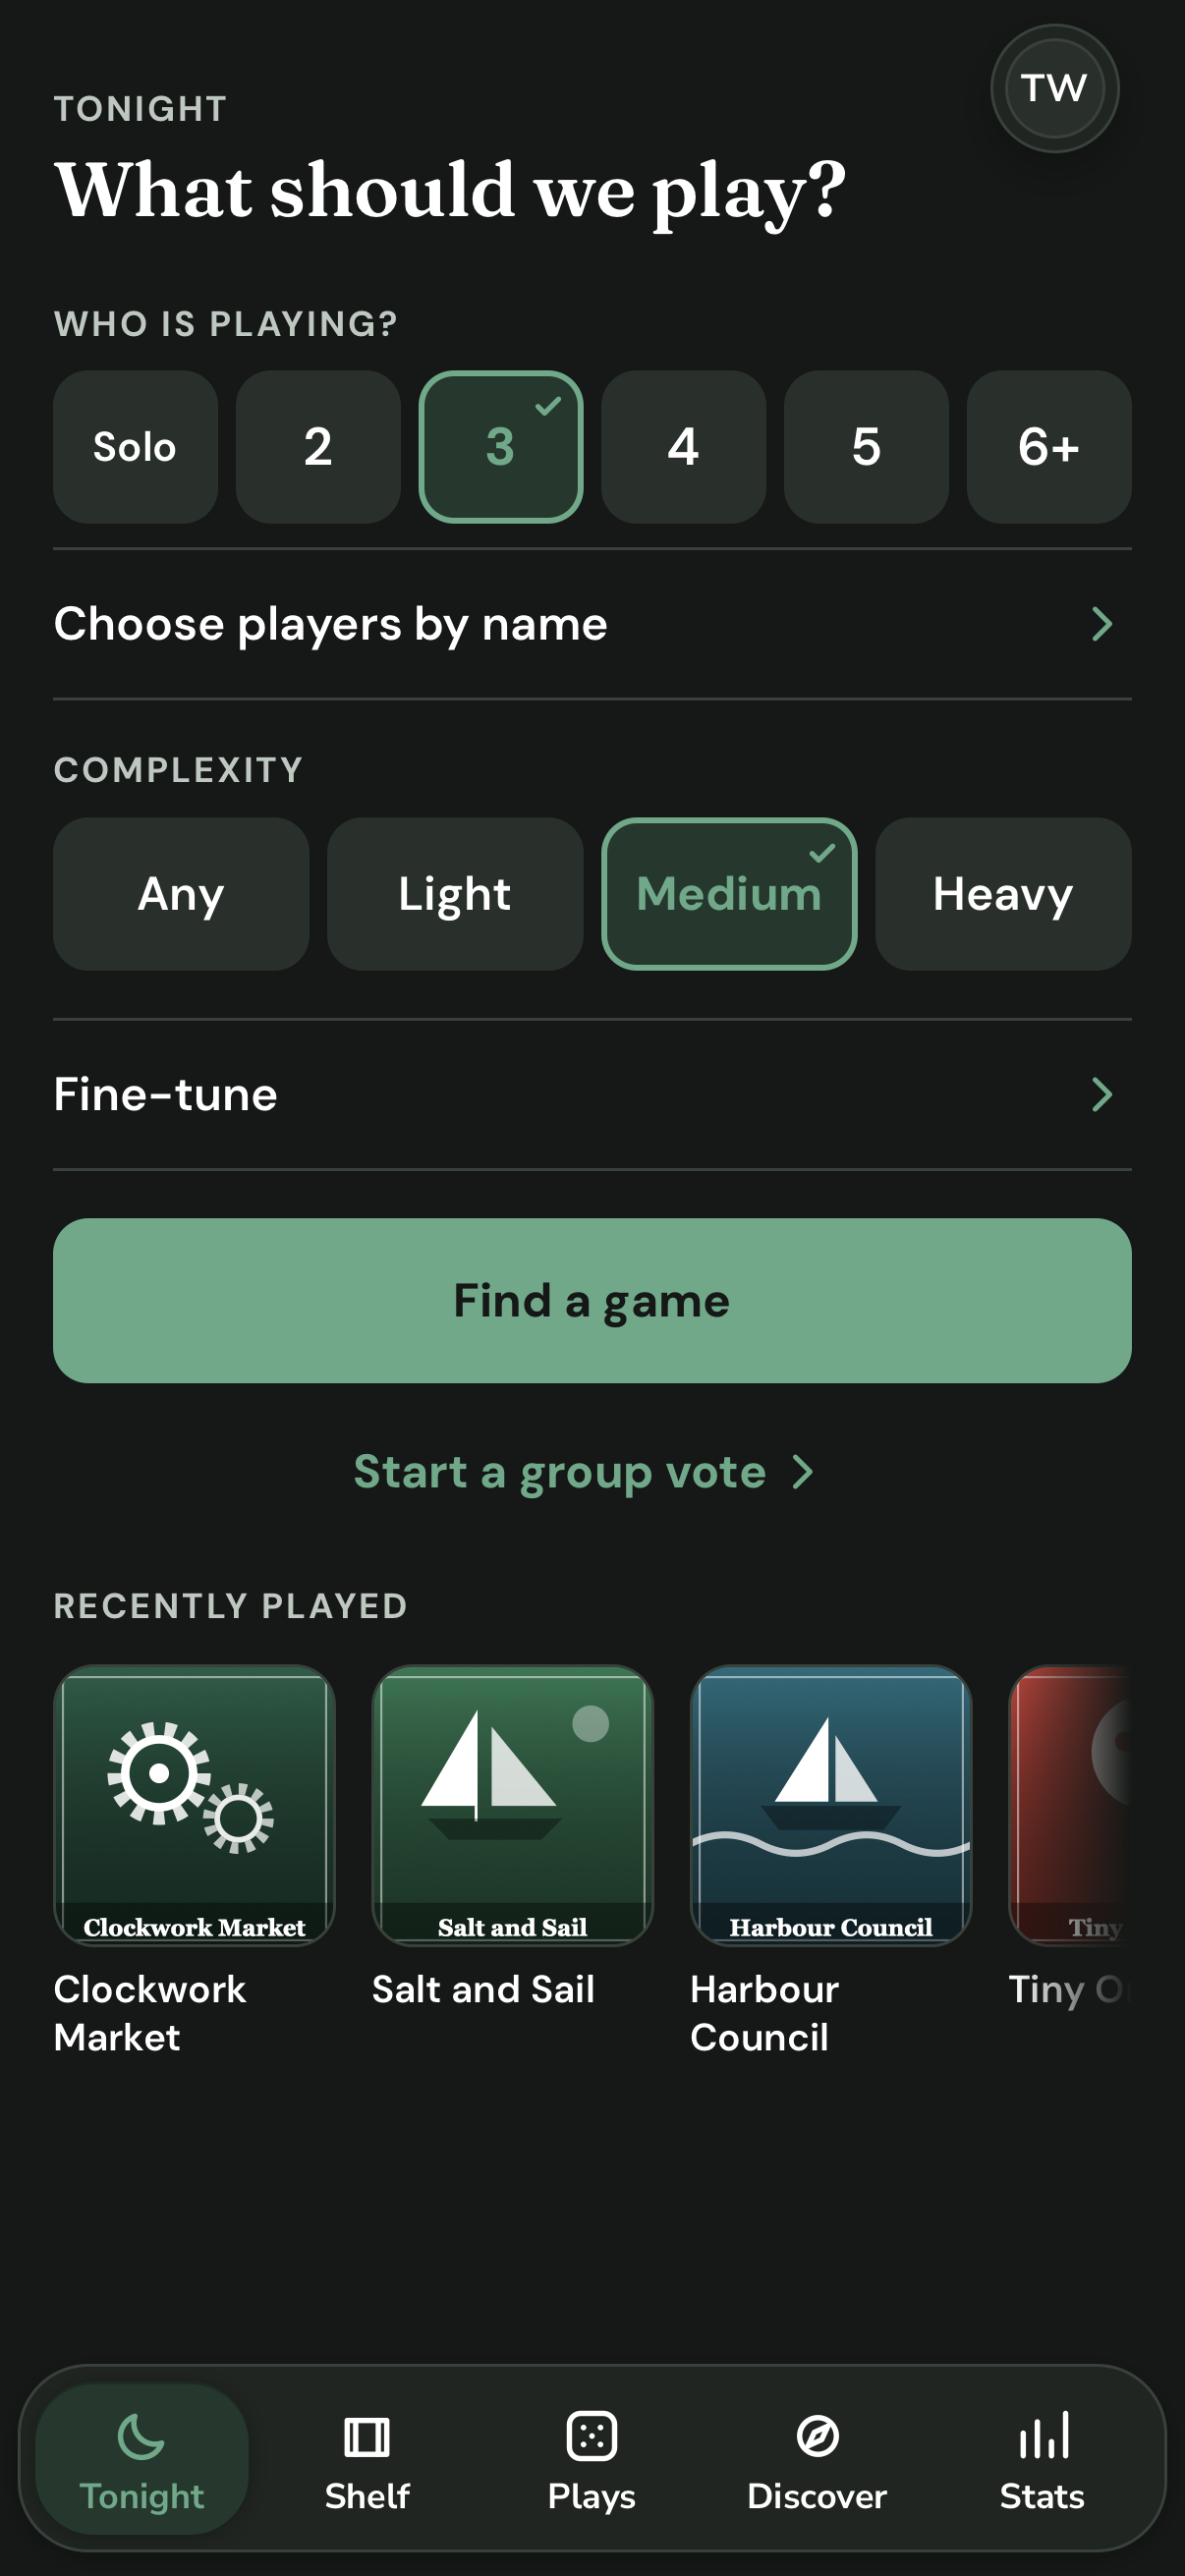 TW
TONIGHT
What should we play?
WHO IS PLAYING?
Solo 2 3 4 5 6+
Choose players by name
COMPLEXITY
Any Light Medium Heavy
Fine-tune
Find a game
Start a group vote
RECENTLY PLAYED
Clockwork Market Salt and Sail Harbour Council Tiny
Clockwork Salt and Sail Harbour Tiny
Market Council
Tonight Shelf Plays Discover Stats